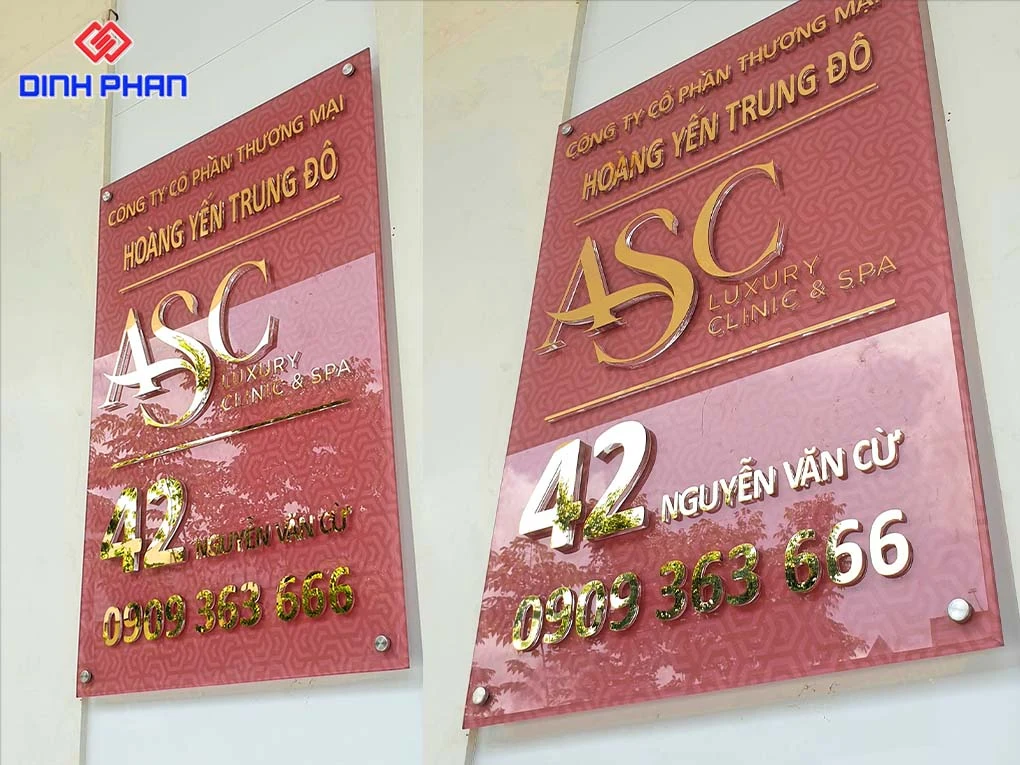 DINH PHAN
CÔNG TY CỔ PHẦN THƯƠNG MẠI
HOÀNG YẾN TRUNG ĐÔ
ASC
LUXURY
CLINIC & SPA
42 NGUYỄN VĂN CỪ
0909 363 666
CÔNG TY CỔ PHẦN THƯƠNG MẠI
HOÀNG YẾN TRUNG ĐÔ
ASC
LUXURY
CLINIC & SPA
42 NGUYỄN VĂN CỪ
0909 363 666